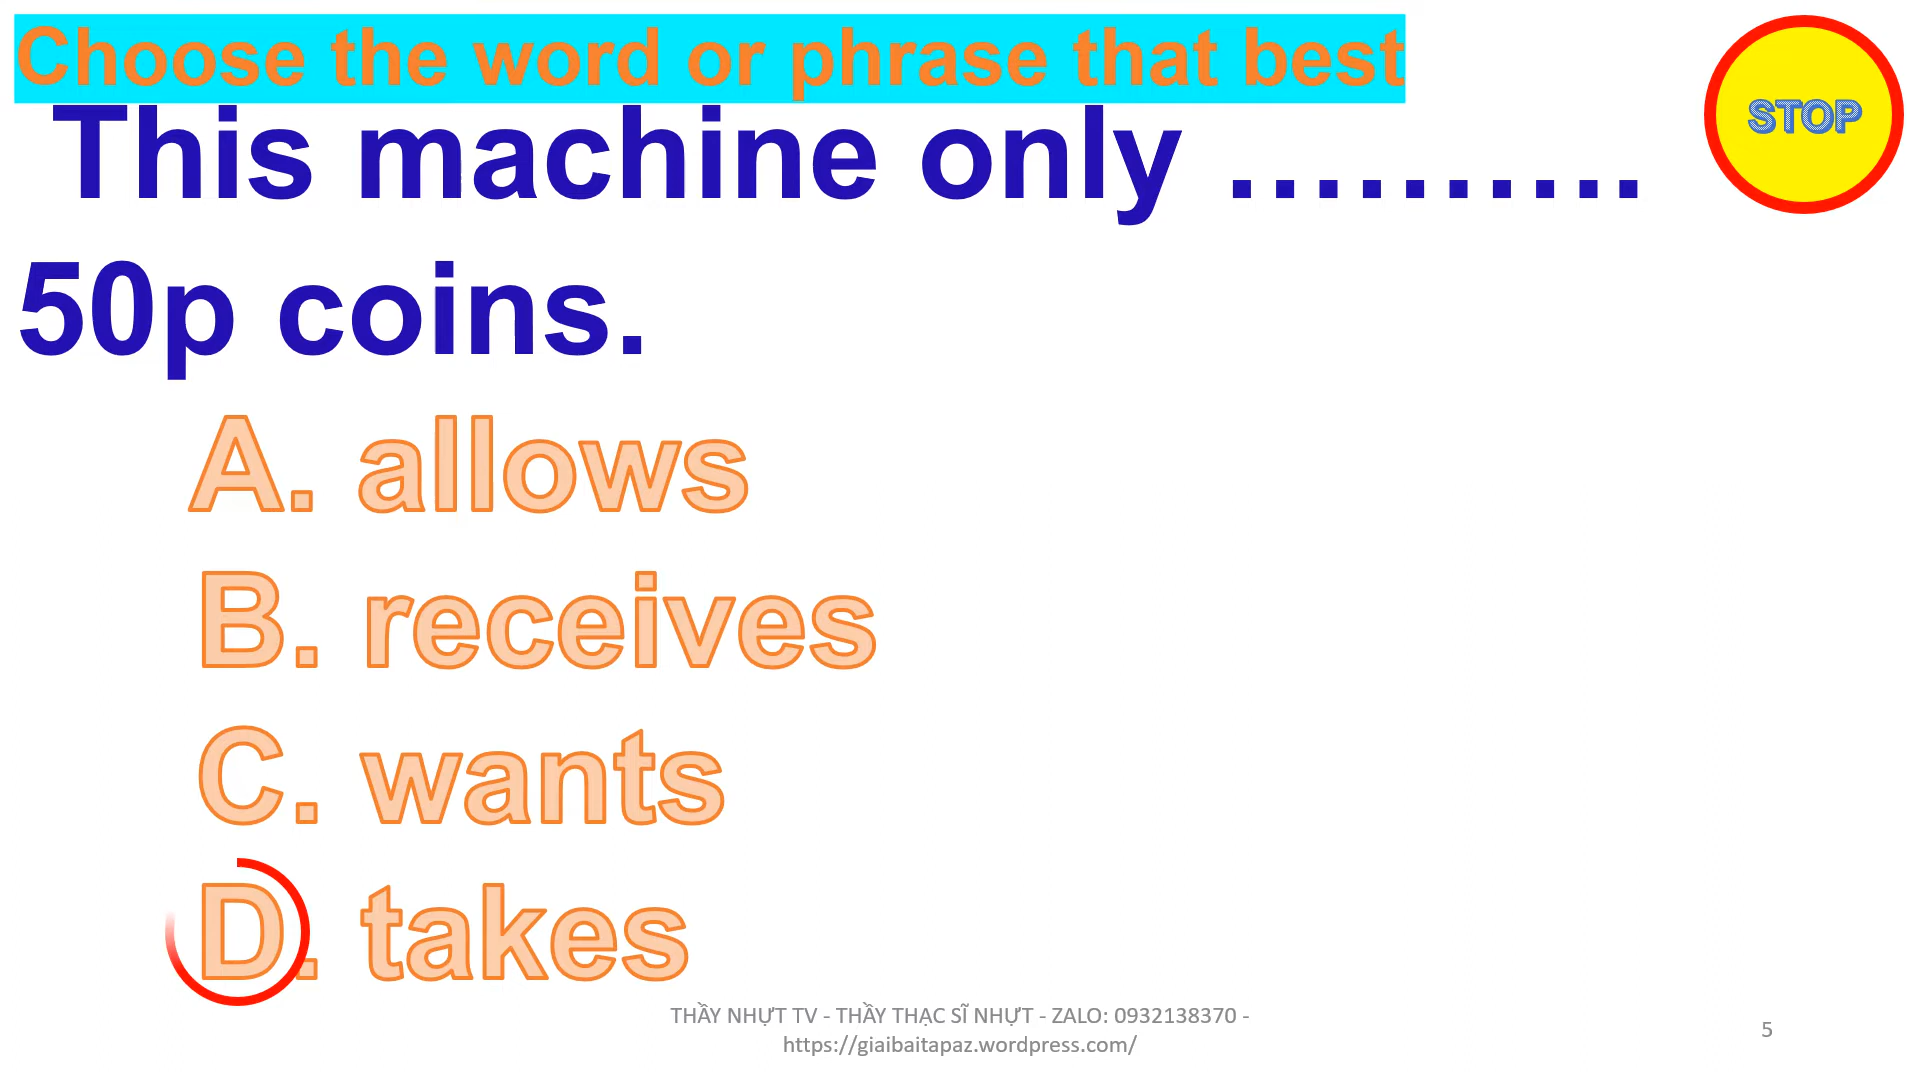 Choose the word or phrase that best
STOP
This machine only ..........
50p coins.
A. allows
B. receives
C. wants
D. takes
THẦY NHỰT TV - THẦY THẠC SĨ NHỰT - ZALO: 0932138370 -
https://giaibaitapaz.wordpress.com/
5